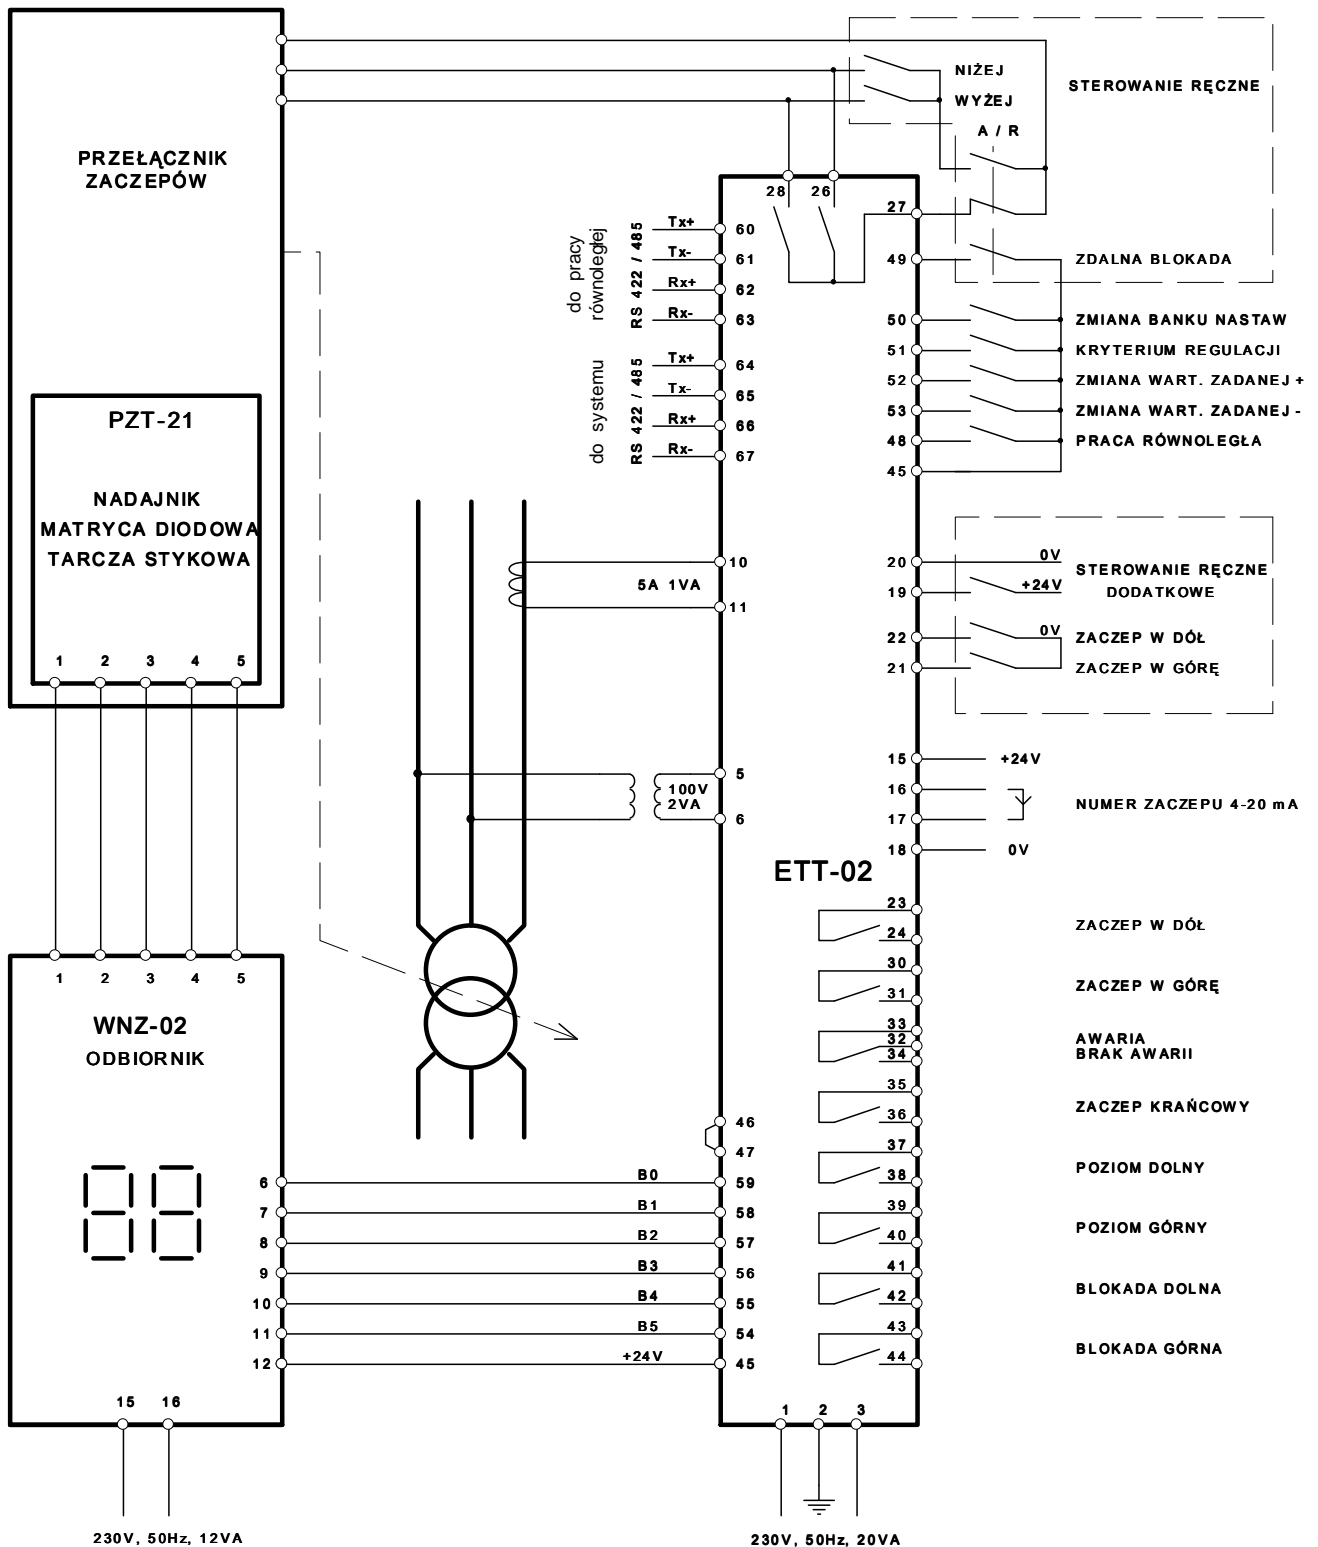 NIŻEJ
WYŻEJ
STEROWANIE RĘCZNE
A / R
PRZEŁĄCZNIK
ZACZEPÓW
28 26
27
49 ZDALNA BLOKADA
50 ZMIANA BANKU NASTAW
51 KRYTERIUM REGULACJI
52 ZMIANA WART. ZADANEJ +
53 ZMIANA WART. ZADANEJ -
48 PRACA RÓWNOLEGŁA
45
do pracy
równoległej
RS 422 / 485
Tx+ 60
Tx- 61
Rx+ 62
Rx- 63
do systemu
RS 422 / 485
Tx+ 64
Tx- 65
Rx+ 66
Rx- 67
PZT-21
NADAJNIK
MATRYCA DIODOWA
TARCZA STYKOWA
1 2 3 4 5
10
5A 1VA
11
20 0V
STEROWANIE RĘCZNE
19 +24V DODATKOWE
22 0V ZACZEP W DÓŁ
21 ZACZEP W GÓRĘ
5
100V
2VA
6
15 +24V
16
NUMER ZACZEPU 4-20 mA
17
18 0V
ETT-02
23
ZACZEP W DÓŁ
24
30
ZACZEP W GÓRĘ
31
33
32 AWARIA
34 BRAK AWARII
35
ZACZEP KRAŃCOWY
36
37
POZIOM DOLNY
38
39
POZIOM GÓRNY
40
41
BLOKADA DOLNA
42
43
BLOKADA GÓRNA
44
1 2 3 4 5
WNZ-02
ODBIORNIK
88
46
47
6 B0 59
7 B1 58
8 B2 57
9 B3 56
10 B4 55
11 B5 54
12 +24V 45
15 16
1 2 3
230V, 50Hz, 12VA
230V, 50Hz, 20VA